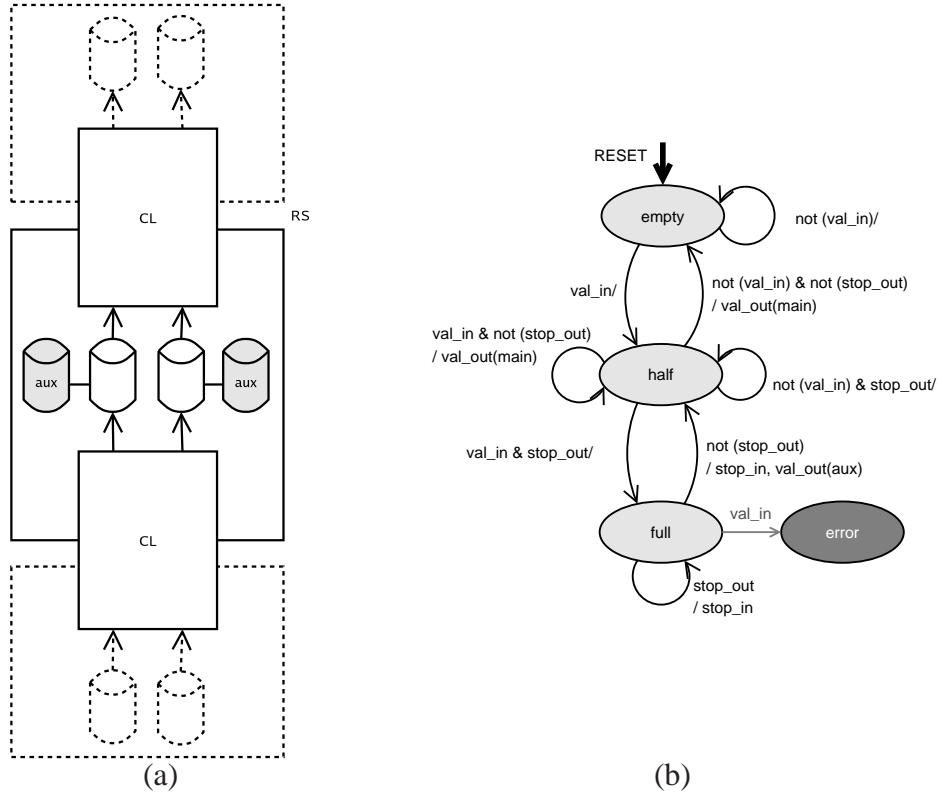 CL
RS
aux
aux
CL
(a)
RESET
empty
not (val_in)/
val_in/
not (val_in) & not (stop_out)
/ val_out(main)
val_in & not (stop_out)
/ val_out(main)
half
not (val_in) & stop_out/
val_in & stop_out/
not (stop_out)
/ stop_in, val_out(aux)
full
val_in
error
stop_out
/ stop_in
(b)